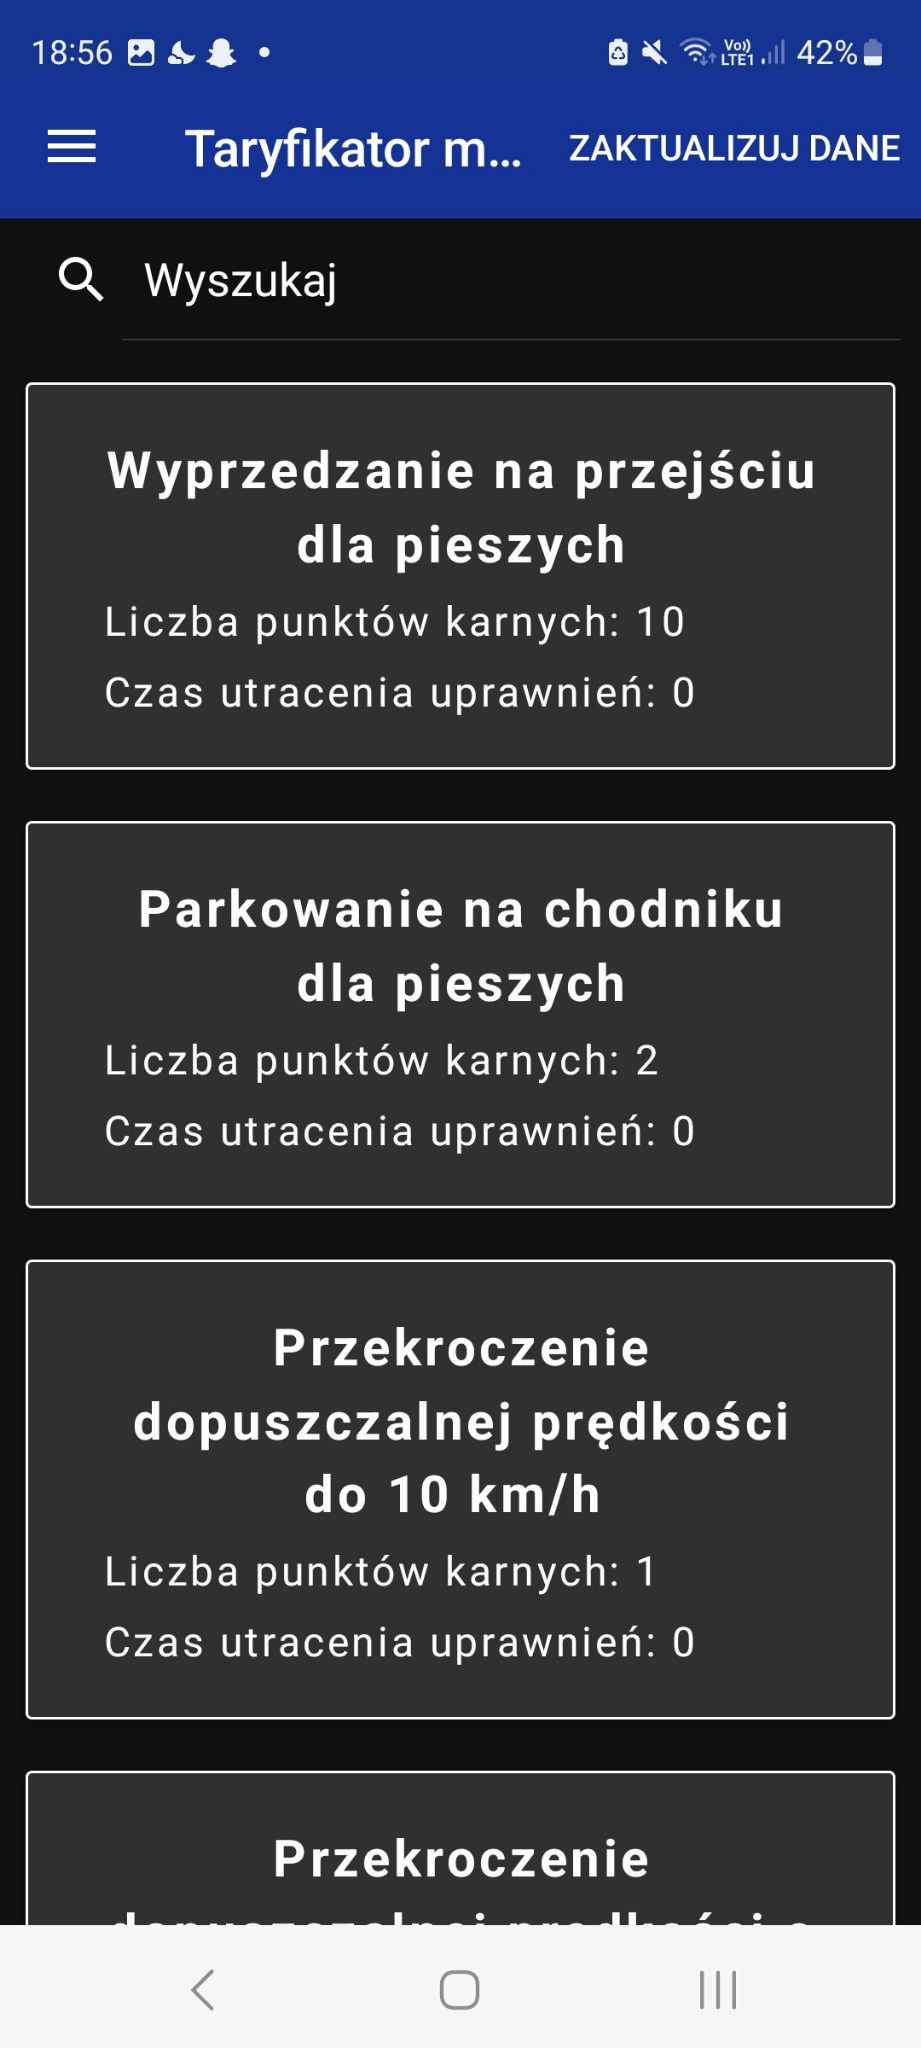 18:56
Vo))
LTE1
42%
Taryfikator m...
ZAKTUALIZUJ DANE
Wyszukaj
Wyprzedzanie na przejściu
dla pieszych
Liczba punktów karnych: 10
Czas utracenia uprawnień: 0
Parkowanie na chodniku
dla pieszych
Liczba punktów karnych: 2
Czas utracenia uprawnień: 0
Przekroczenie
dopuszczalnej prędkości
do 10 km/h
Liczba punktów karnych: 1
Czas utracenia uprawnień: 0
Przekroczenie
dopuszczalnej prędkości o